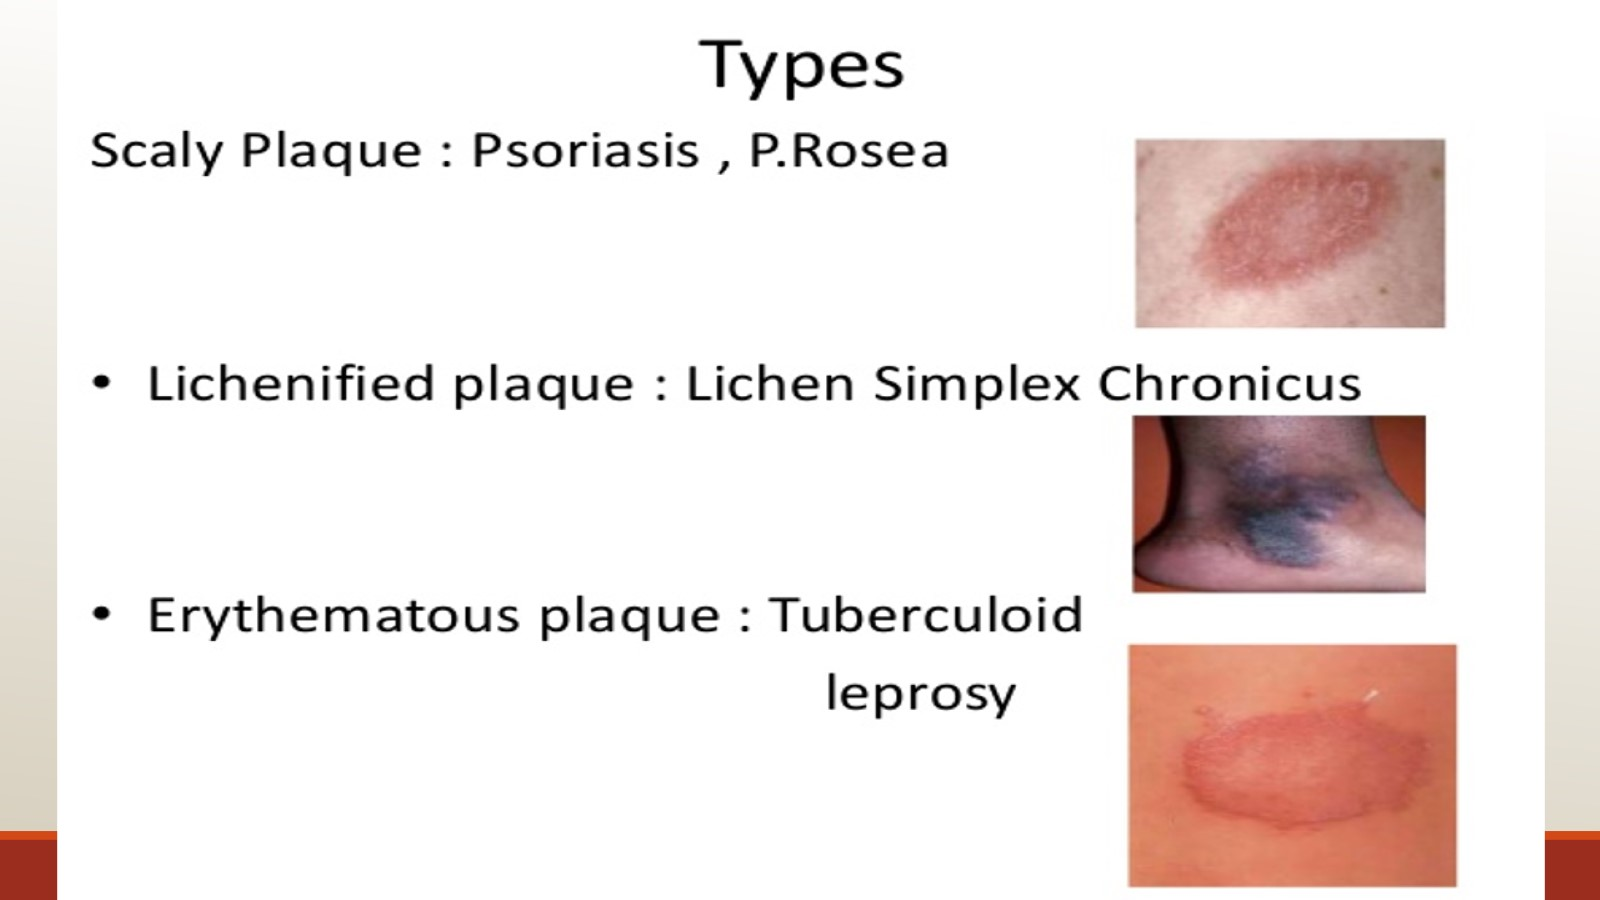 Types
Scaly Plaque : Psoriasis , P.Rosea
• Lichenified plaque : Lichen Simplex Chronicus
• Erythematous plaque : Tuberculoid
leprosy